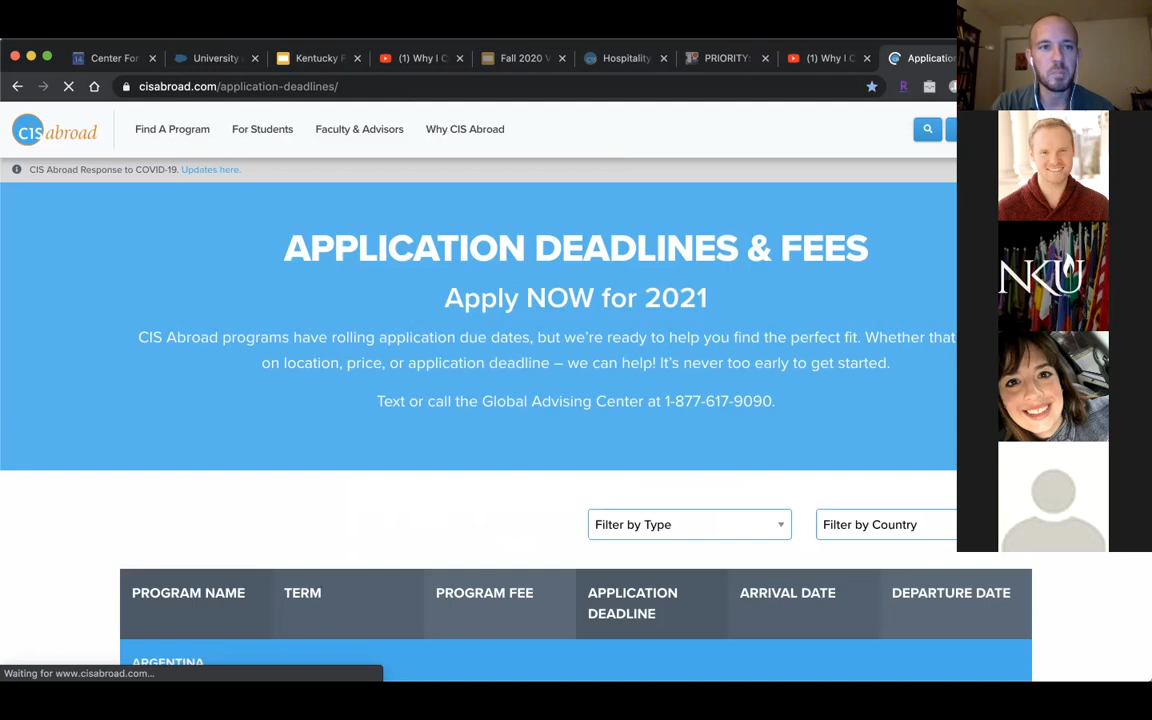 Center For
University
Kentucky F
(1) Why I C
Fall 2020 V
Hospitality
PRIORITY:
(1) Why I C
Applicatio
cisabroad.com/application-deadlines/
CIS abroad
Find A Program
For Students
Faculty & Advisors
Why CIS Abroad
CIS Abroad Response to COVID-19. Updates here.
APPLICATION DEADLINES & FEES
Apply NOW for 2021
CIS Abroad programs have rolling application due dates, but we're ready to help you find the perfect fit. Whether that
on location, price, or application deadline – we can help! It's never too early to get started.
Text or call the Global Advising Center at 1-877-617-9090.
NKU
Filter by Type
Filter by Country
PROGRAM NAME
TERM
PROGRAM FEE
APPLICATION
DEADLINE
ARRIVAL DATE
DEPARTURE DATE
ARGENTINA
Waiting for www.cisabroad.com...